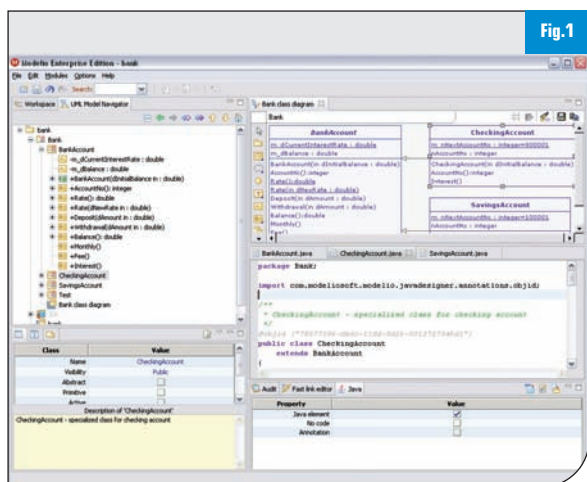 Fig.1
Modelio Enterprise Edition - bank
File Edit Modules Options Help
Search:
Workspace UML Model Navigator
bank
Bank
BankAccount
-m_dCurrentInterestRate : double
-m_dBalance : double
+BankAccount(dInitialBalance in : double)
+AccountNo(): integer
+Rate(): double
+Rate(dNewRate in : double)
+Deposit(dAmount in : double)
+Withdrawal(dAmount in : double)
+Balance(): double
+Monthly()
+Fee()
+Interest()
CheckingAccount
SavingsAccount
Test
Bank class diagram
Class Value
Name CheckingAccount
Visibility Public
Abstract
Primitive
Active
Description of 'CheckingAccount'
CheckingAccount - specialized class for checking account
Bank class diagram
Bank
BankAccount
m_dCurrentInterestRate : double
m_dBalance : double
BankAccount(in dInitialBalance : double)
AccountNo():integer
Rate():double
Rate(in dNewRate : double)
Deposit(in dAmount : double)
Withdrawal(in dAmount : double)
Balance():double
Monthly()
Fee()
CheckingAccount
m_nNextAccountNo : integer=900001
nAccountNo : integer
CheckingAccount(in dInitialBalance : double)
AccountNo():integer
Interest()
SavingsAccount
m_nNextAccountNo : integer=100001
nAccountNo : integer
BankAccount.java CheckingAccount.java SavingsAccount.java
package Bank;
import com.modeliosoft.modelio.javadesigner.annotations.objid;
/**
* CheckingAccount - specialized class for checking account
*/
public class CheckingAccount
extends BankAccount
{
Audit Fast link editor Java
Property Value
Java element
No code
Annotation